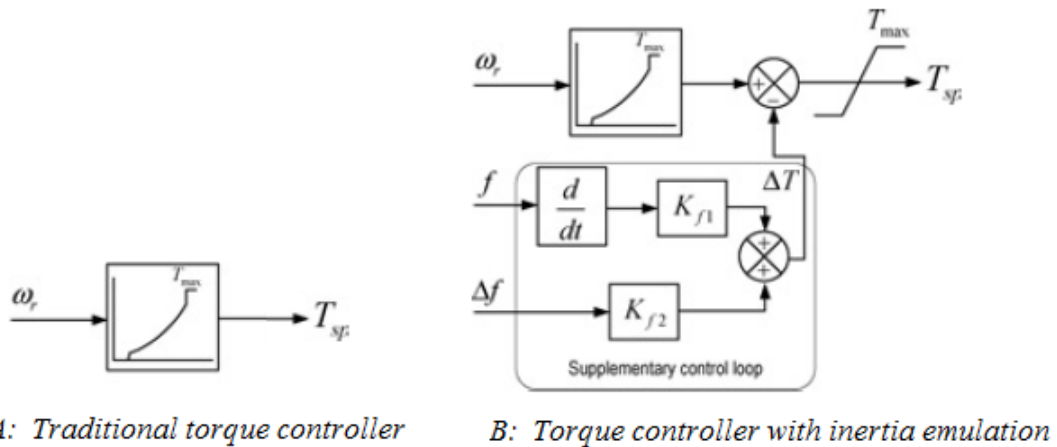 T_max
ω_r
T_max
T_sp
f
d
dt
K_f1
ΔT
+
−
+
+
Δf
K_f2
Supplementary control loop
ω_r
T_max
T_sp
A: Traditional torque controller
B: Torque controller with inertia emulation